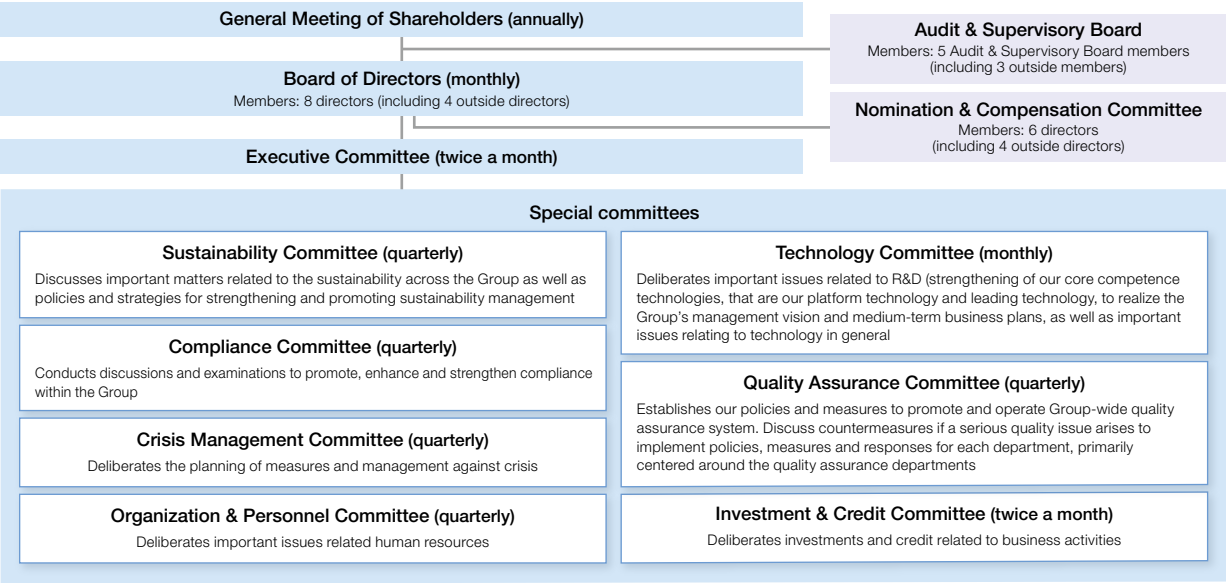 General Meeting of Shareholders (annually)
Audit & Supervisory Board
Members: 5 Audit & Supervisory Board members
(including 3 outside members)
Board of Directors (monthly)
Members: 8 directors (including 4 outside directors)
Nomination & Compensation Committee
Members: 6 directors
(including 4 outside directors)
Executive Committee (twice a month)
Special committees
Sustainability Committee (quarterly)
Discusses important matters related to the sustainability across the Group as well as
policies and strategies for strengthening and promoting sustainability management
Compliance Committee (quarterly)
Conducts discussions and examinations to promote, enhance and strengthen compliance
within the Group
Crisis Management Committee (quarterly)
Deliberates the planning of measures and management against crisis
Organization & Personnel Committee (quarterly)
Deliberates important issues related human resources
Technology Committee (monthly)
Deliberates important issues related to R&D (strengthening of our core competence
technologies, that are our platform technology and leading technology, to realize the
Group's management vision and medium-term business plans, as well as important
issues relating to technology in general
Quality Assurance Committee (quarterly)
Establishes our policies and measures to promote and operate Group-wide quality
assurance system. Discuss countermeasures if a serious quality issue arises to
implement policies, measures and responses for each department, primarily
centered around the quality assurance departments
Investment & Credit Committee (twice a month)
Deliberates investments and credit related to business activities